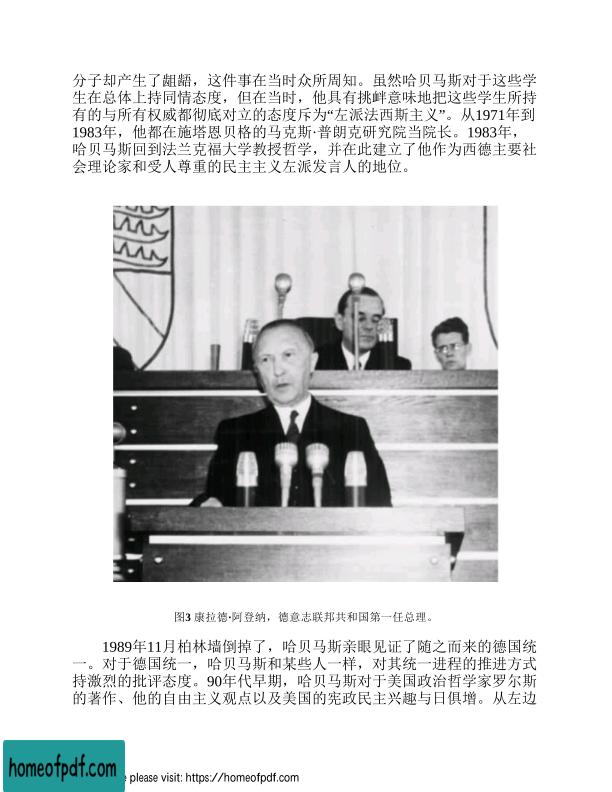 分子却产生了龃龉，这件事在当时众所周知。虽然哈贝马斯对于这些学
生在总体上持同情态度，但在当时，他具有挑衅意味地把这些学生所持
有的与所有权威都彻底对立的态度斥为“左派法西斯主义”。从1971年到
1983年，他都在施塔恩贝格的马克斯·普朗克研究院当院长。1983年，
哈贝马斯回到法兰克福大学教授哲学，并在此建立了他作为西德主要社
会理论家和受人尊重的民主主义左派发言人的地位。
图3 康拉德·阿登纳，德意志联邦共和国第一任总理。
1989年11月柏林墙倒掉了，哈贝马斯亲眼见证了随之而来的德国统
一。对于德国统一，哈贝马斯和某些人一样，对其统一进程的推进方式
持激烈的批评态度。90年代早期，哈贝马斯对于美国政治哲学家罗尔斯
的著作、他的自由主义观点以及美国的宪政民主兴趣与日俱增。从左边
homeofpdf.com
e please visit: https://homeofpdf.com